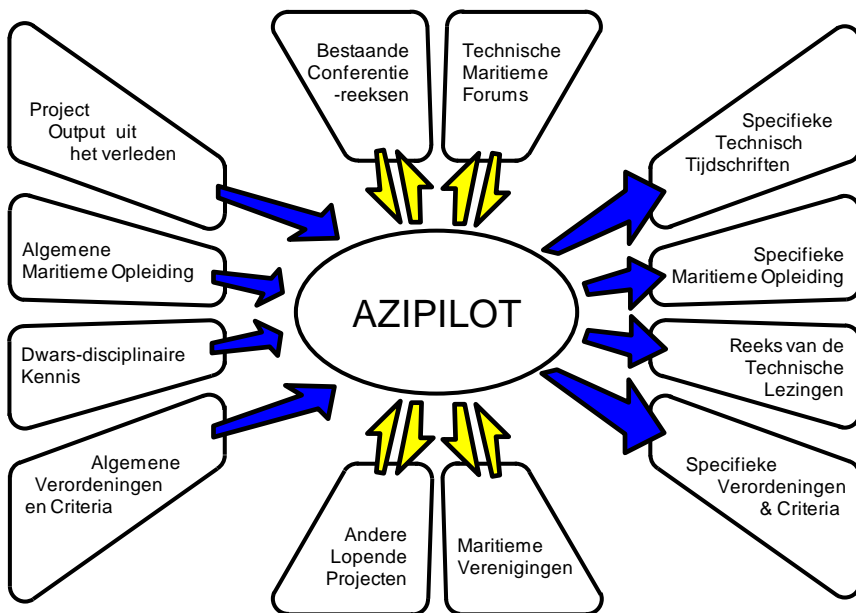 Bestaande
Conferentie
-reeksen
Technische
Maritieme
Forums
Project
Output uit
het verleden
Specifieke
Technisch
Tijdschriften
Algemene
Maritieme Opleiding
Specifieke
Maritieme Opleiding
AZIPILOT
Dwars-disciplinaire
Kennis
Reeks van de
Technische
Lezingen
Algemene
Verordeningen
en Criteria
Specifieke
Verordeningen
& Criteria
Andere
Lopende
Projecten
Maritieme
Verenigingen